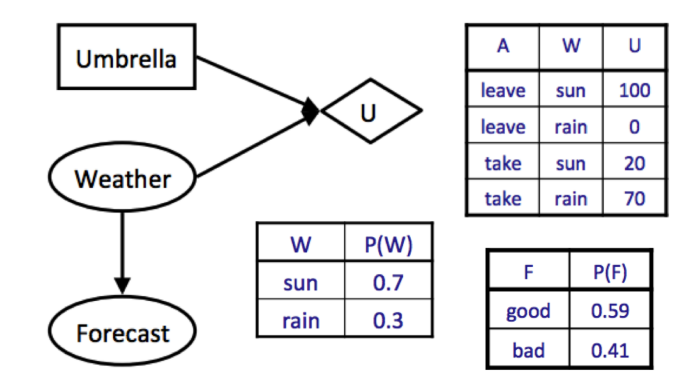 Umbrella
U
Weather
Forecast
A W U
leave sun 100
leave rain 0
take sun 20
take rain 70
W P(W)
sun 0.7
rain 0.3
F P(F)
good 0.59
bad 0.41